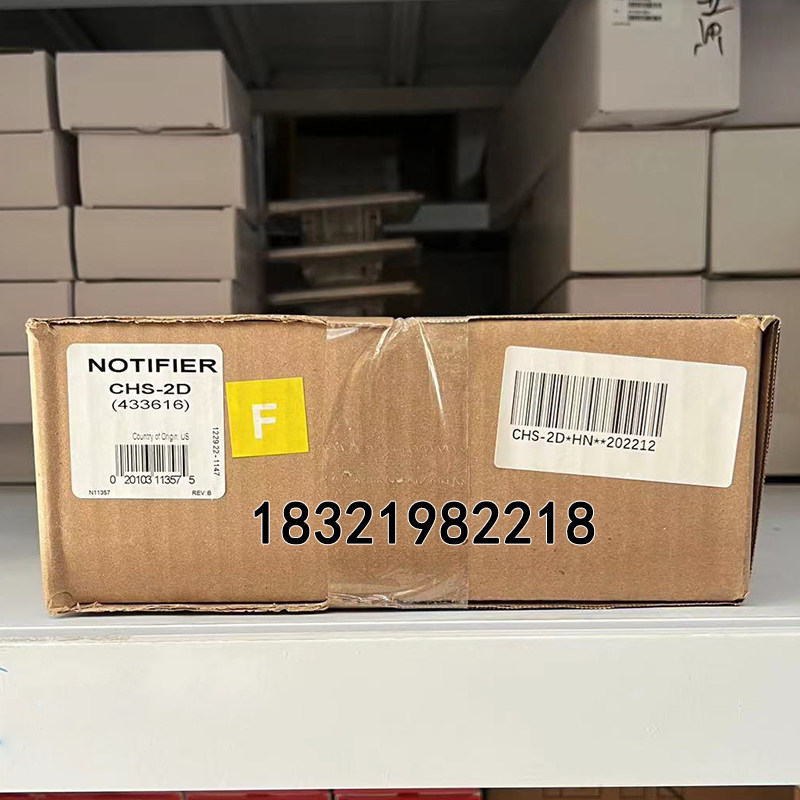 NOTIFIER
CHS-2D
(433616)
Country of Origin: US
0 20103 11357 5
N11357
REV: B
122922-1147
F
CHS-2D*HN**202212
18321982218